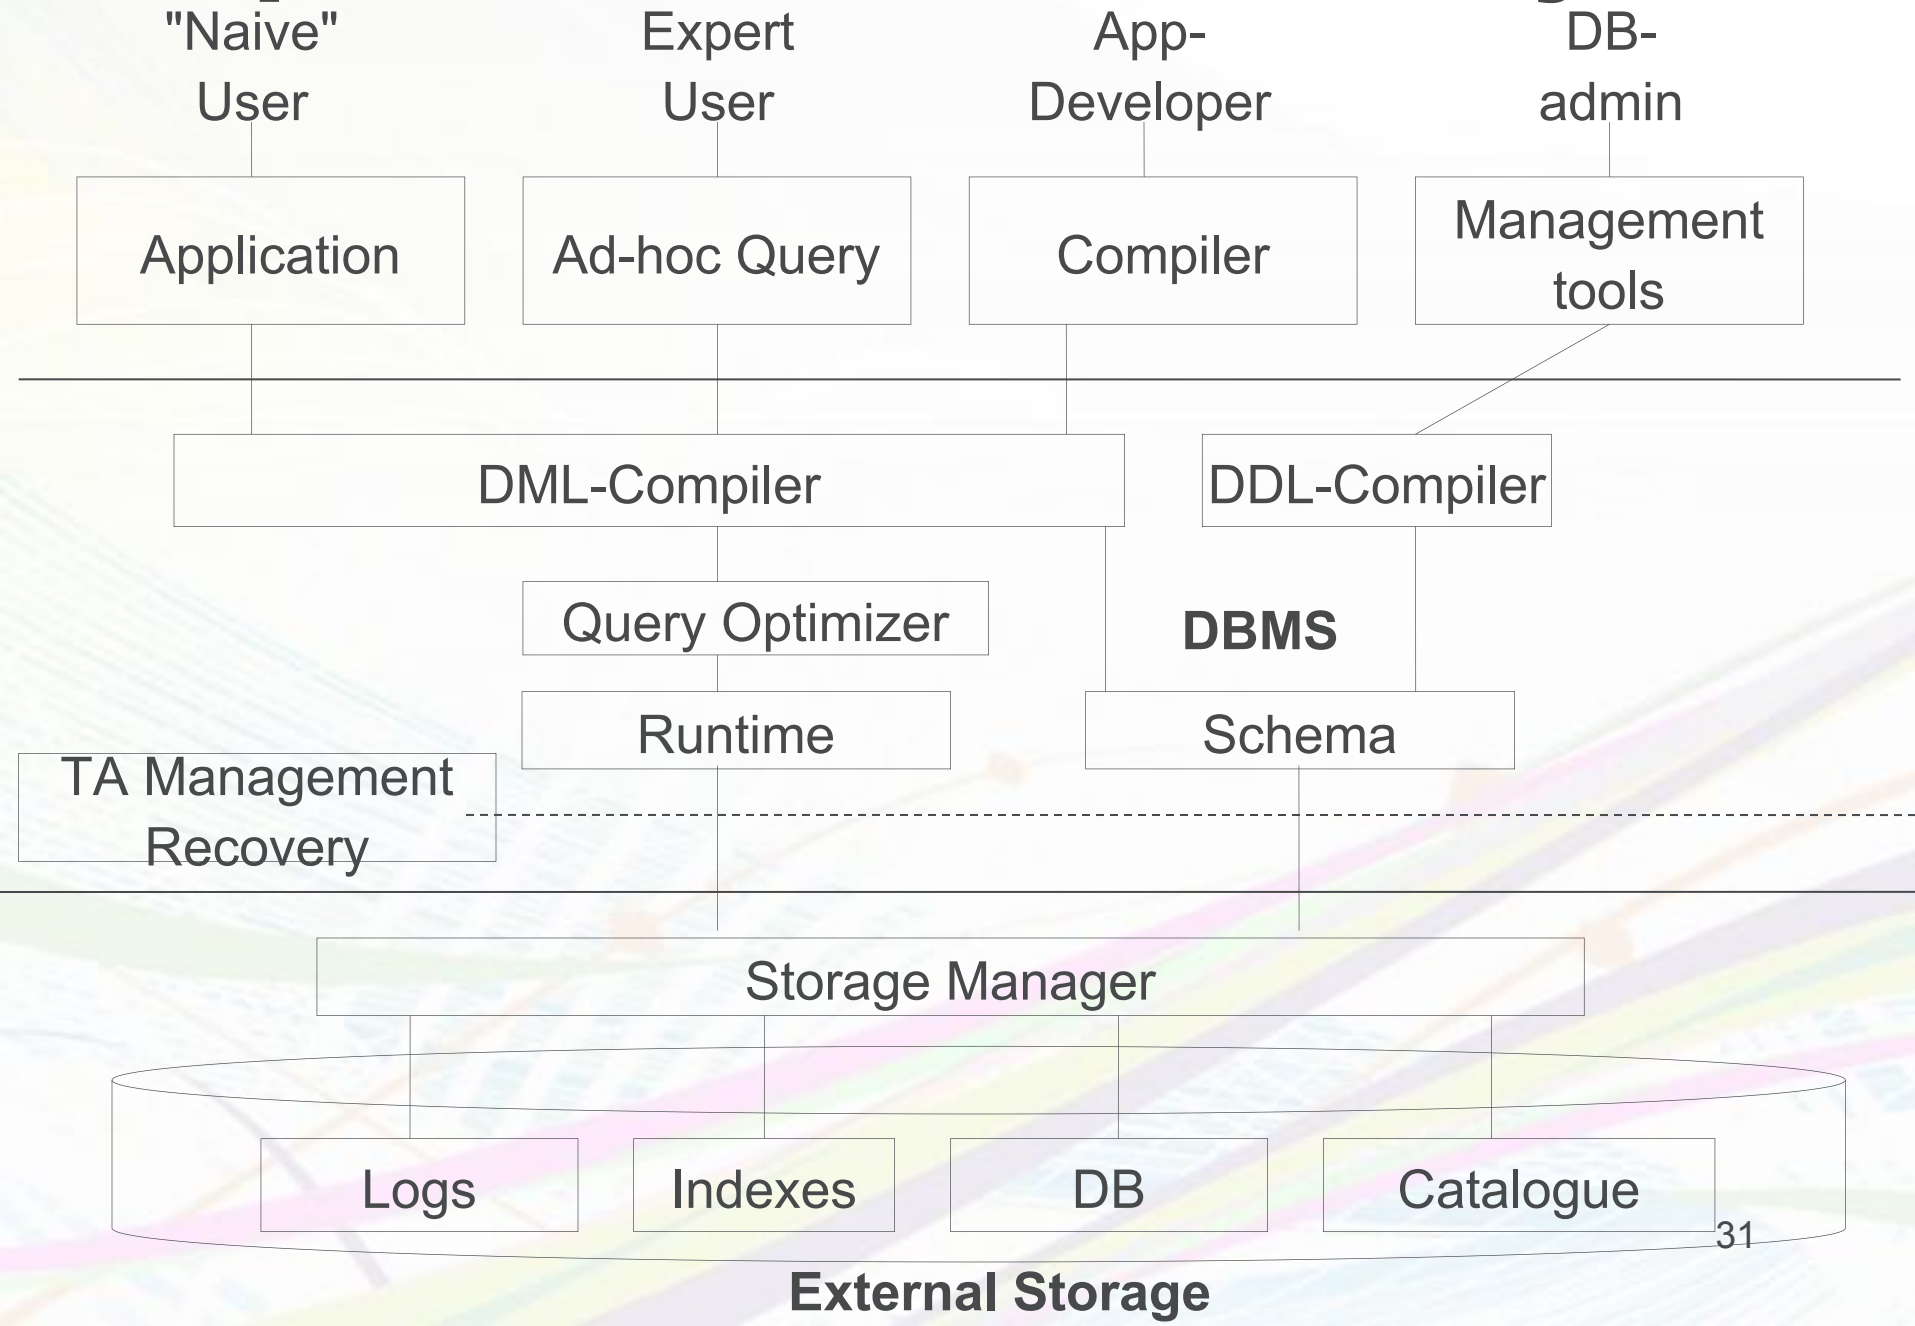 "Naive"
User
Expert
User
App-
Developer
DB-
admin
Application
Ad-hoc Query
Compiler
Management
tools
DML-Compiler
DDL-Compiler
Query Optimizer
DBMS
Runtime
Schema
TA Management
Recovery
Storage Manager
Logs
Indexes
DB
Catalogue
31
External Storage